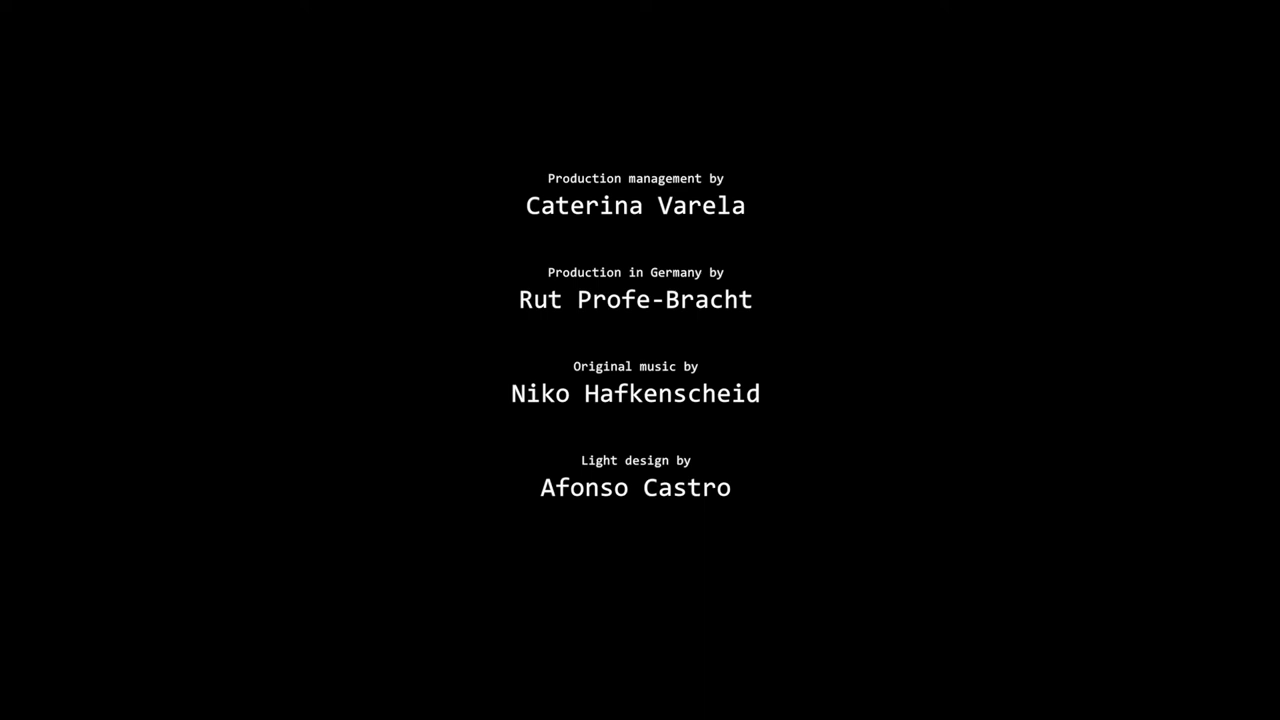 Production management by
Caterina Varela
Production in Germany by
Rut Profe-Bracht
Original music by
Niko Hafkenscheid
Light design by
Afonso Castro